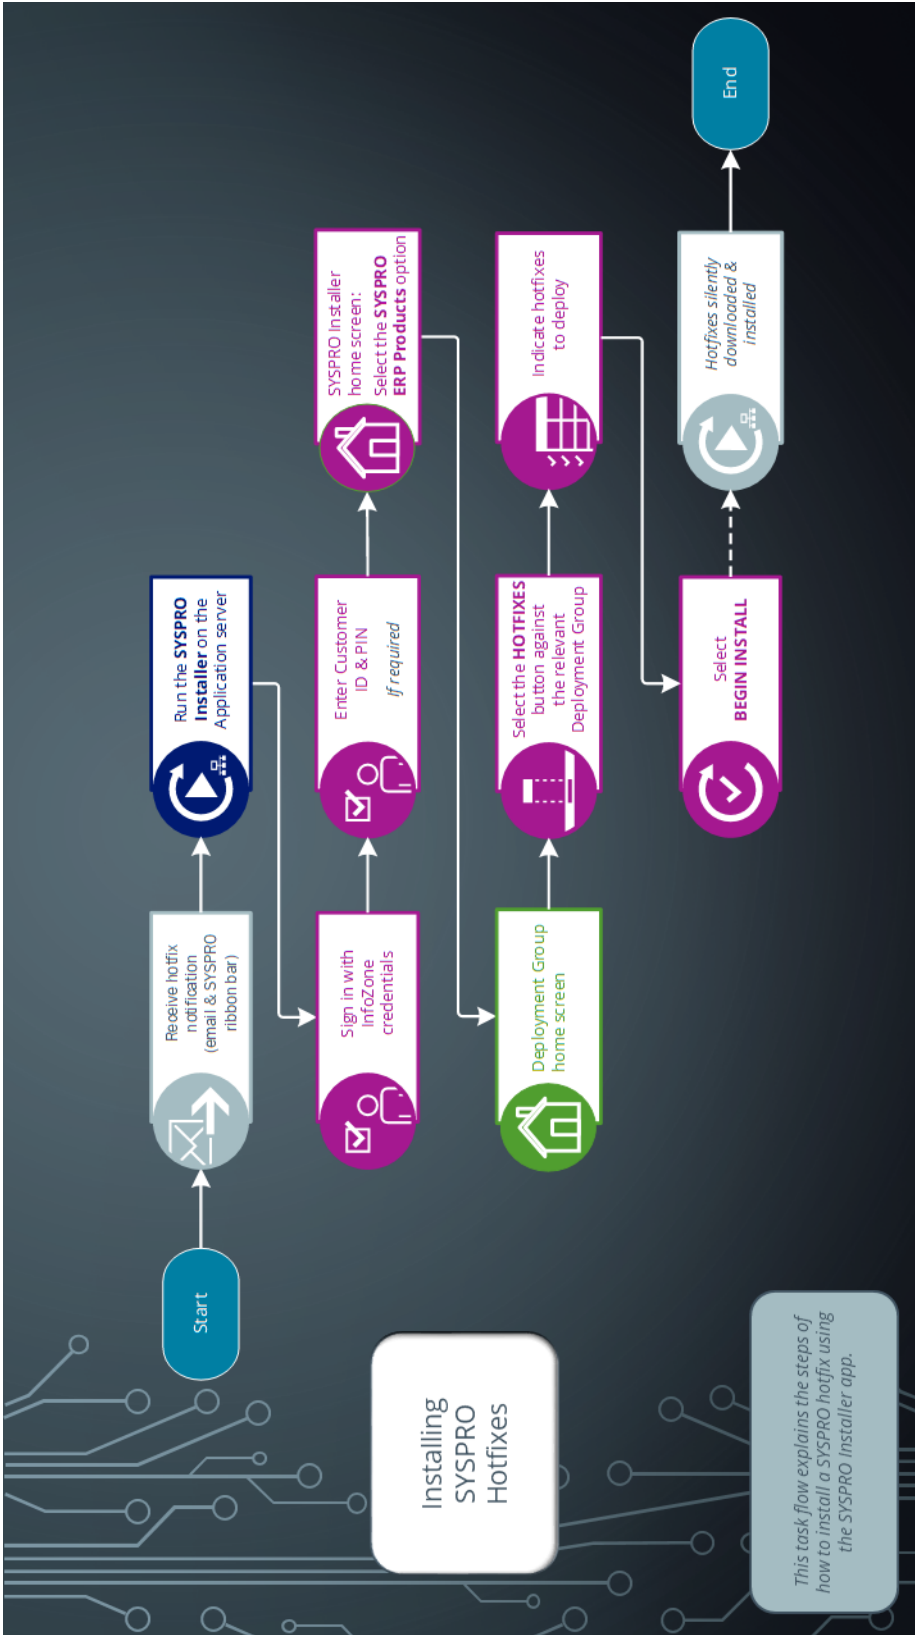 Installing
SYSPRO
Hotfixes
This task flow explains the steps of
how to install a SYSPRO hotfix using
the SYSPRO Installer app.
Start
Receive hotfix
notification
(email & SYSPRO
ribbon bar)
Run the SYSPRO
Installer on the
Application server
Sign in with
InfoZone
credentials
Enter Customer
ID & PIN
If required
SYSPRO Installer
home screen:
Select the SYSPRO
ERP Products option
Deployment Group
home screen
Select the HOTFIXES
button against
the relevant
Deployment Group
Indicate hotfixes
to deploy
Select
BEGIN INSTALL
Hotfixes silently
downloaded &
installed
End